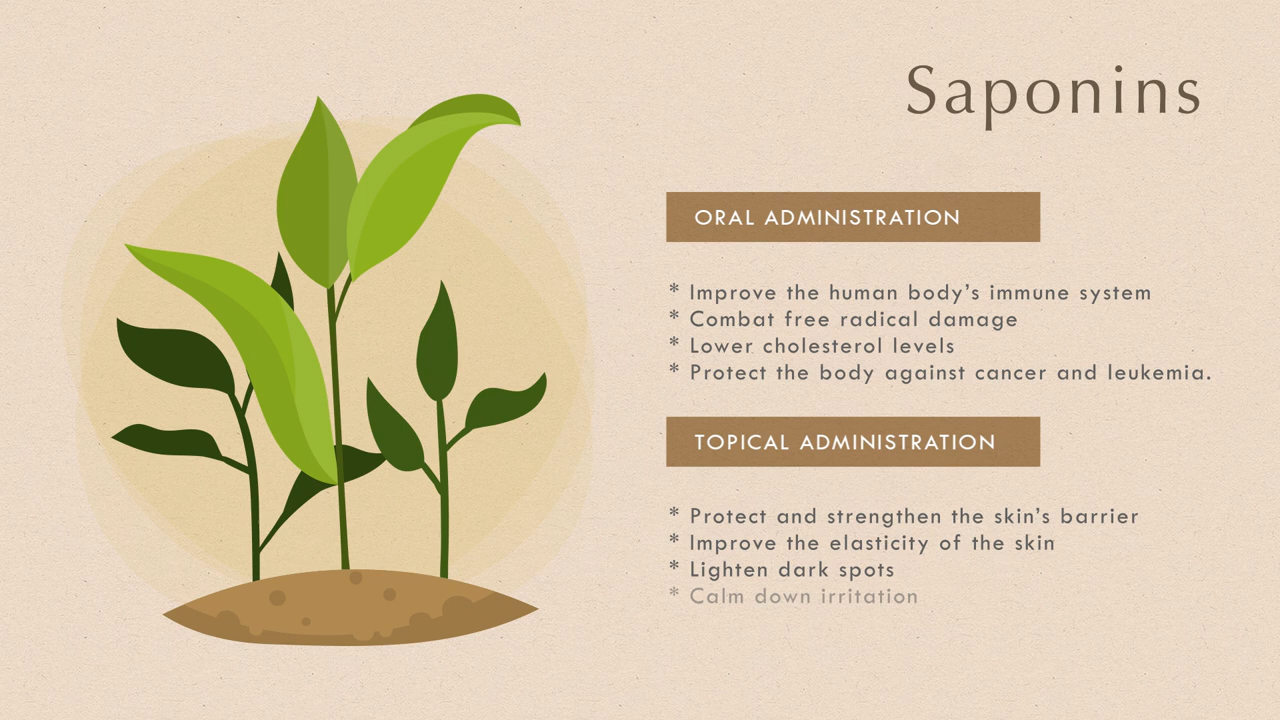 Saponins
ORAL ADMINISTRATION
* Improve the human body’s immune system
* Combat free radical damage
* Lower cholesterol levels
* Protect the body against cancer and leukemia.
TOPICAL ADMINISTRATION
* Protect and strengthen the skin’s barrier
* Improve the elasticity of the skin
* Lighten dark spots
* Calm down irritation